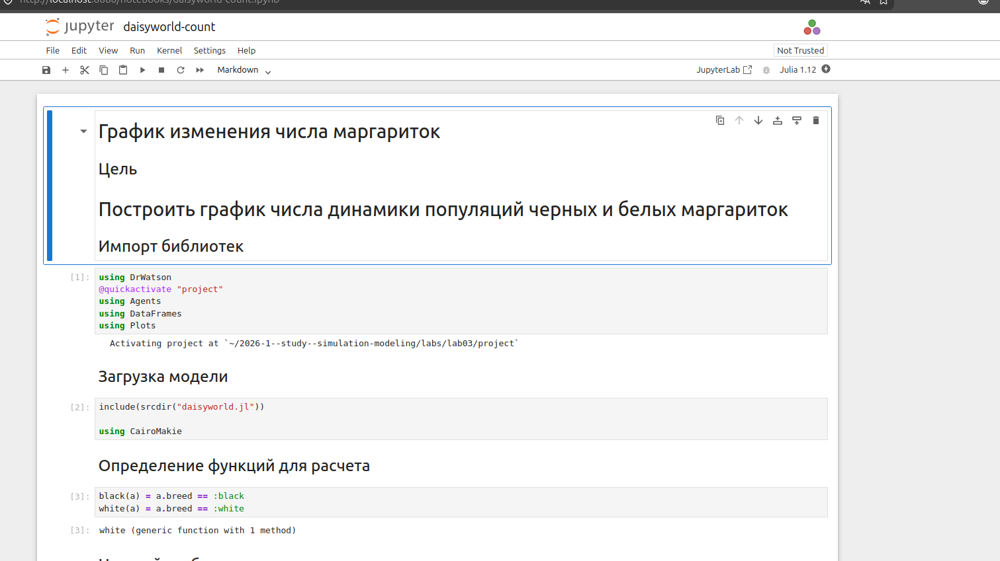 http://localhost:8888/notebooks/daisyworld-count.ipynb
jupyter daisyworld-count
File Edit View Run Kernel Settings Help Not Trusted
Markdown JupyterLab Julia 1.12
График изменения числа маргариток
Цель
Построить график числа динамики популяций черных и белых маргариток
Импорт библиотек
[1]: using DrWatson
@quickactivate "project"
using Agents
using DataFrames
using Plots
Activating project at `~/2026-1--study--simulation-modeling/labs/lab03/project`
Загрузка модели
[2]: include(srcdir("daisyworld.jl"))
using CairoMakie
Определение функций для расчета
[3]: black(a) = a.breed == :black
white(a) = a.breed == :white
[3]: white (generic function with 1 method)